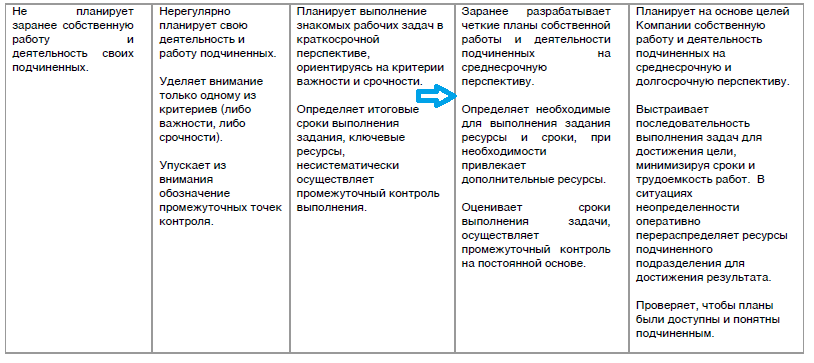 Не планирует
заранее собственную
работу и
деятельность своих
подчиненных.
Нерегулярно
планирует свою
деятельность и
работу подчиненных.
Уделяет внимание
только одному из
критериев (либо
важности, либо
срочности).
Упускает из
внимания
обозначение
промежуточных точек
контроля.
Планирует выполнение
знакомых рабочих задач в
краткосрочной
перспективе,
ориентируясь на критерии
важности и срочности.
Определяет итоговые
сроки выполнения
задания, ключевые
ресурсы,
несистематически
осуществляет
промежуточный контроль
выполнения.
Заранее разрабатывает
четкие планы собственной
работы и деятельности
подчиненных на
среднесрочную
перспективу.
Определяет необходимые
для выполнения задания
ресурсы и сроки, при
необходимости
привлекает
дополнительные ресурсы.
Оценивает сроки
выполнения задачи,
осуществляет
промежуточный контроль
на постоянной основе.
Планирует на основе целей
Компании собственную
работу и деятельность
подчиненных на
среднесрочную и
долгосрочную перспективу.
Выстраивает
последовательность
выполнения задач для
достижения цели,
минимизируя сроки и
трудоемкость работ. В
ситуациях
неопределенности
оперативно
перераспределяет ресурсы
подчиненного
подразделения для
достижения результата.
Проверяет, чтобы планы
были доступны и понятны
подчиненным.